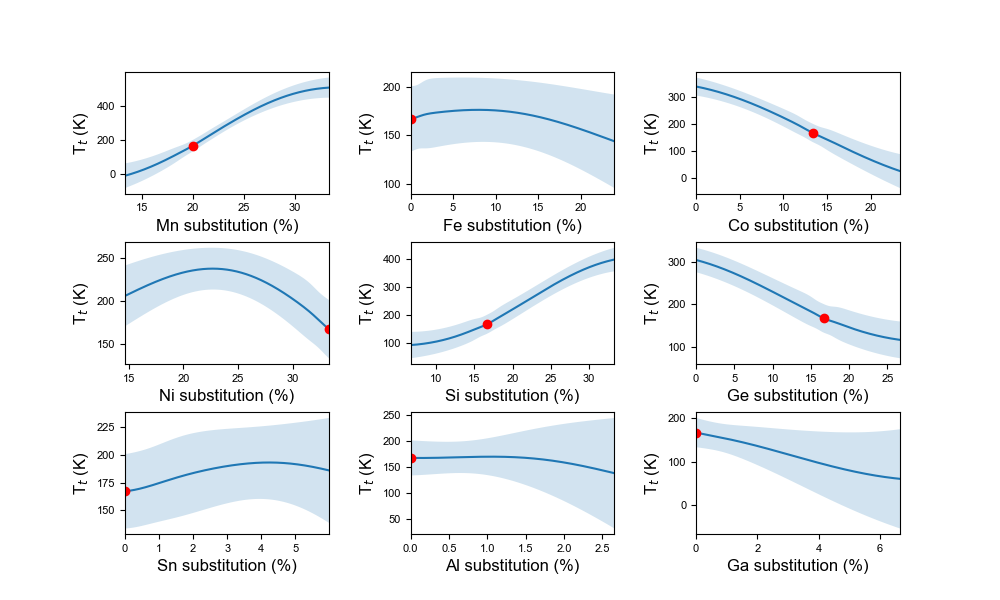 400
200
0
T_t (K)
15 20 25 30
Mn substitution (%)
200
150
100
T_t (K)
0 5 10 15 20
Fe substitution (%)
300
200
100
0
T_t (K)
0 5 10 15 20
Co substitution (%)
250
200
150
T_t (K)
15 20 25 30
Ni substitution (%)
400
300
200
100
T_t (K)
10 15 20 25 30
Si substitution (%)
300
200
100
T_t (K)
0 5 10 15 20 25
Ge substitution (%)
225
200
175
150
T_t (K)
0 1 2 3 4 5
Sn substitution (%)
250
200
150
100
50
T_t (K)
0.0 0.5 1.0 1.5 2.0 2.5
Al substitution (%)
200
100
0
T_t (K)
0 2 4 6
Ga substitution (%)